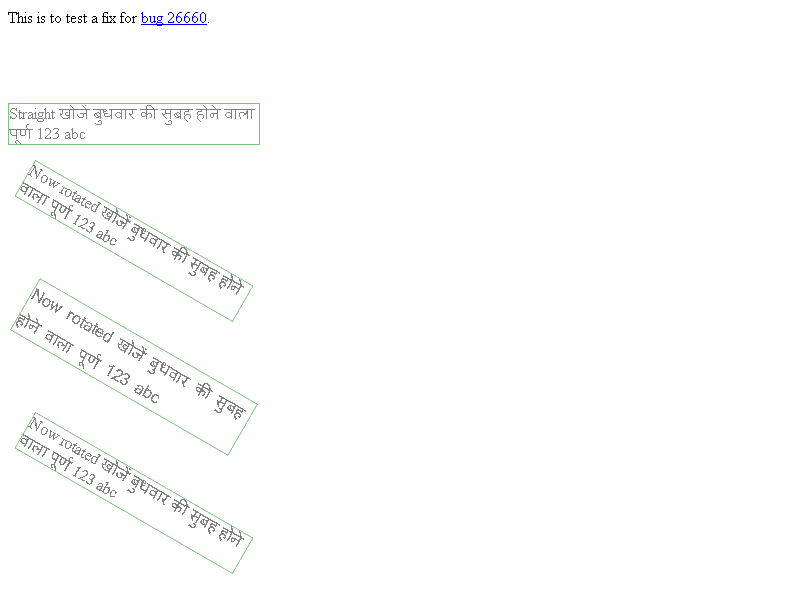 This is to test a fix for bug 26660.
Straight खोजें बुधवार की सुबह होने वाला
पूर्ण 123 abc
Now rotated खोजें बुधवार की सुबह होने
वाला पूर्ण 123 abc
Now rotated खोजें बुधवार की सुबह
होने वाला पूर्ण 123 abc
Now rotated खोजें बुधवार की सुबह होने
वाला पूर्ण 123 abc